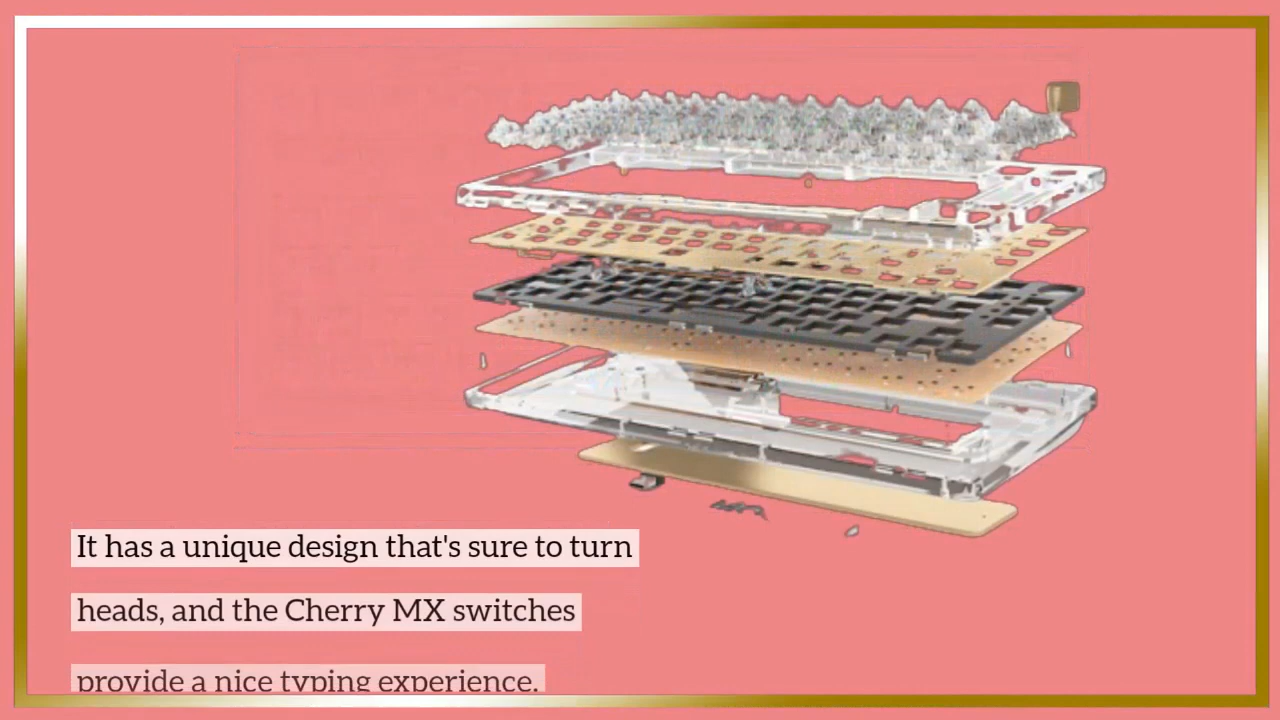 It has a unique design that's sure to turn
heads, and the Cherry MX switches
provide a nice typing experience.